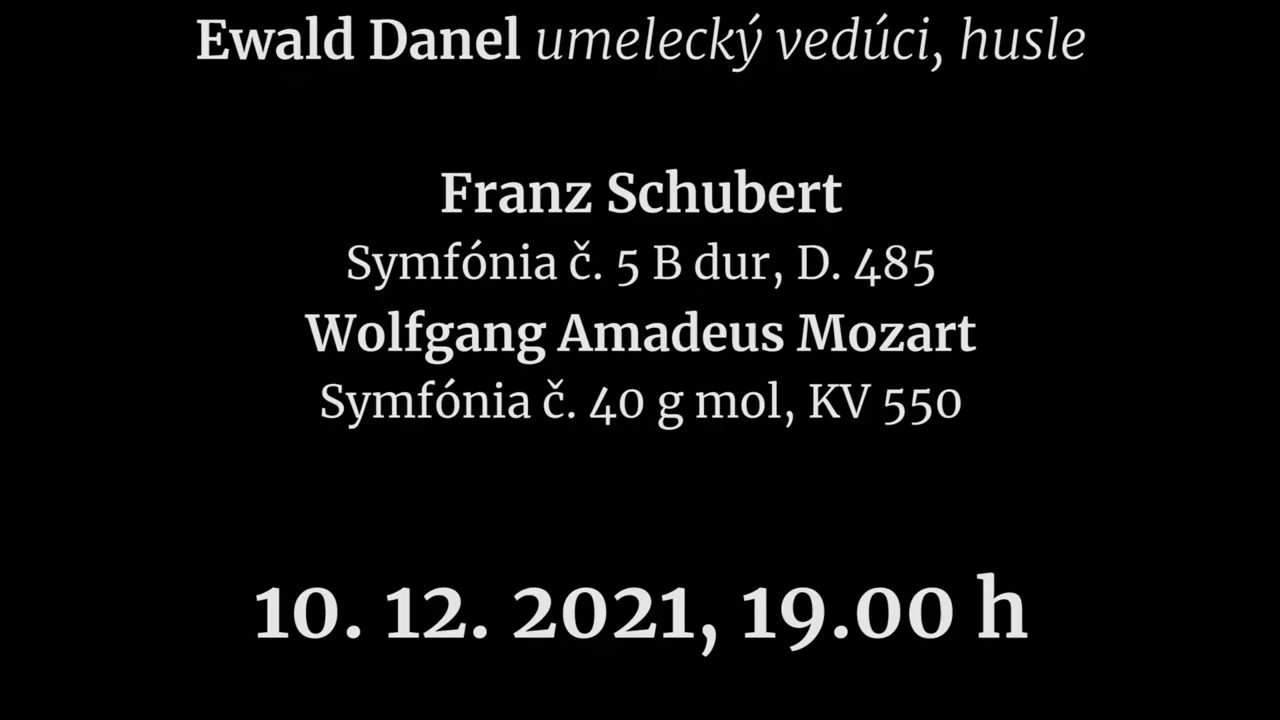 Ewald Danel umelecký vedúci, husle
Franz Schubert
Symfónia č. 5 B dur, D. 485
Wolfgang Amadeus Mozart
Symfónia č. 40 g mol, KV 550
10. 12. 2021, 19.00 h